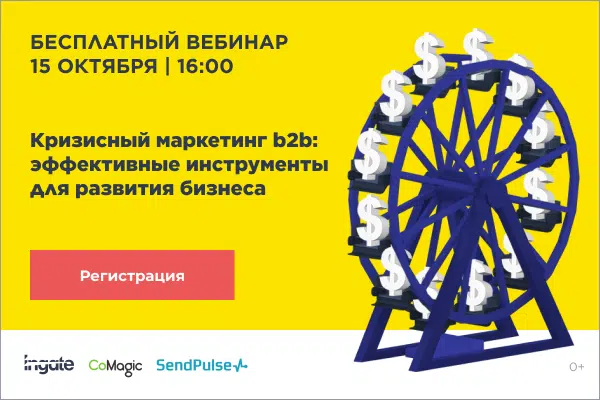 БЕСПЛАТНЫЙ ВЕБИНАР
15 ОКТЯБРЯ | 16:00
Кризисный маркетинг b2b:
эффективные инструменты
для развития бизнеса
Регистрация
ingate CoMagic SendPulse
0+